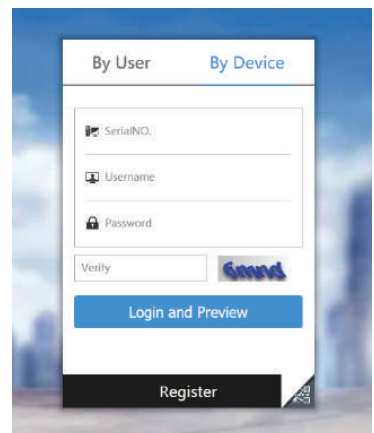 By User By Device
SerialNO.
Username
Password
Verify
Login and Preview
Register